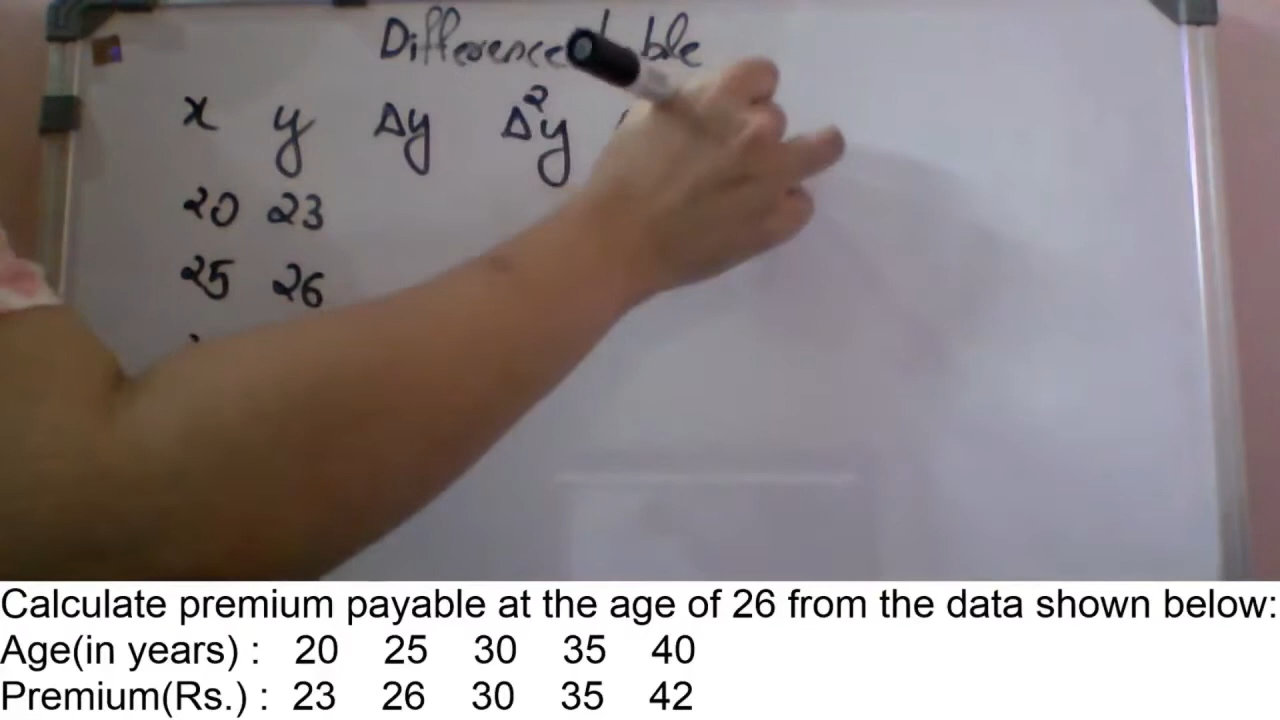 Difference
x y Δy Δ²y
20 23
25 26
Calculate premium payable at the age of 26 from the data shown below:
Age(in years) : 20 25 30 35 40
Premium(Rs.) : 23 26 30 35 42